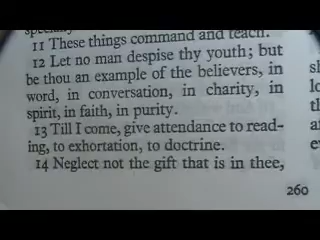 specially
11 These things command and teach.
12 Let no man despise thy youth; but
be thou an example of the believers, in
word, in conversation, in charity, in
spirit, in faith, in purity.
13 Till I come, give attendance to read-
ing, to exhortation, to doctrine.
14 Neglect not the gift that is in thee,
260